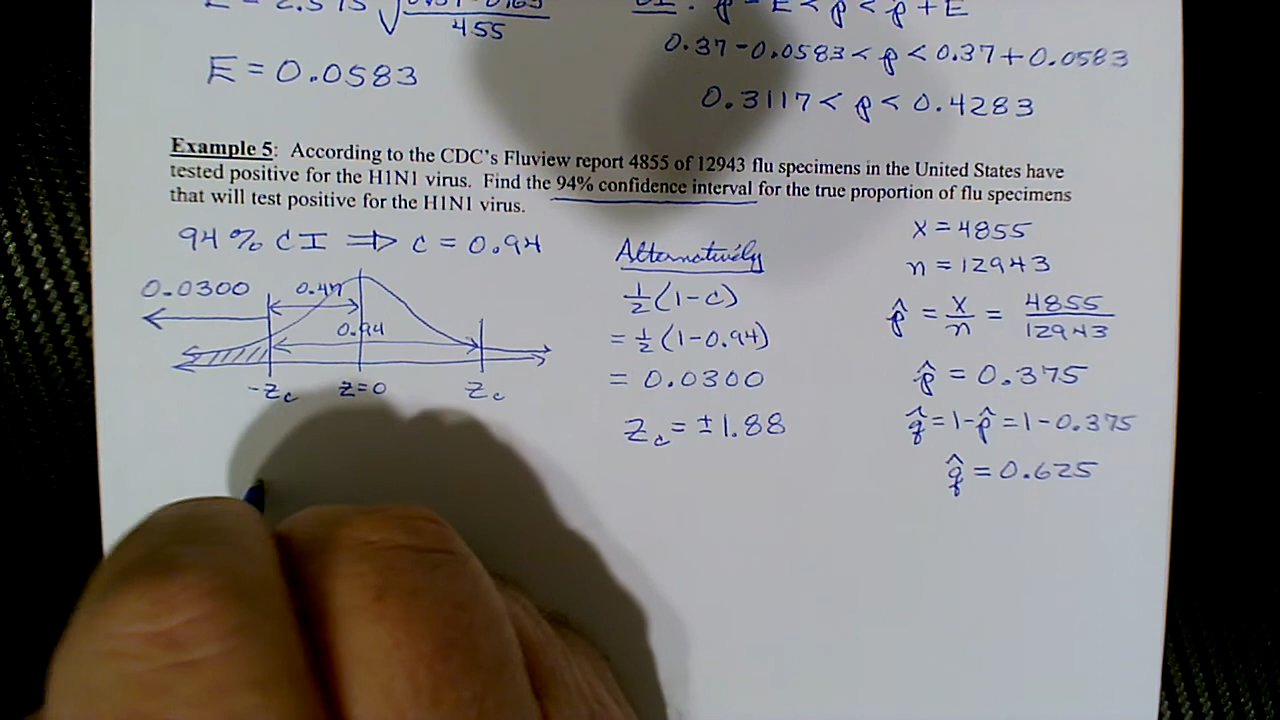 455
E = 0.0583
p̂ - E < p < p̂ + E
0.37 - 0.0583 < p < 0.37 + 0.0583
0.3117 < p < 0.4283
Example 5: According to the CDC's Fluview report 4855 of 12943 flu specimens in the United States have
tested positive for the H1N1 virus. Find the 94% confidence interval for the true proportion of flu specimens
that will test positive for the H1N1 virus.
94% CI ⇒ c = 0.94
0.0300
0.47
0.94
-Zc Z=0 Zc
Alternatively
½(1-c)
= ½(1-0.94)
= 0.0300
Zc = ±1.88
x = 4855
n = 12943
p̂ = x/n = 4855/12943
p̂ = 0.375
q̂ = 1-p̂ = 1-0.375
q̂ = 0.625